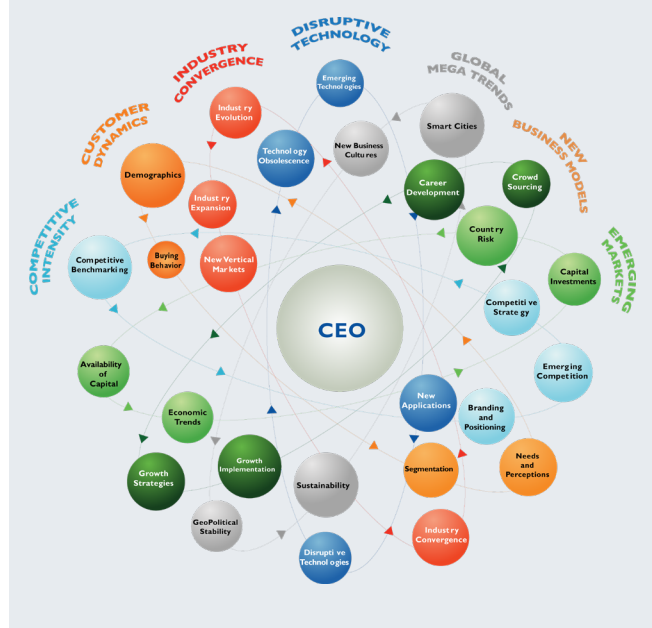 DISRUPTIVE
TECHNOLOGY
INDUSTRY
CONVERGENCE
GLOBAL
MEGA TRENDS
CUSTOMER
DYNAMICS
NEW
BUSINESS MODELS
COMPETITIVE
INTENSITY
EMERGING
MARKETS
Emerging
Technologies
Industry
Evolution
Smart Cities
Technology
Obsolescence
New Business
Cultures
Demographics
Career
Development
Crowd
Sourcing
Industry
Expansion
Country
Risk
Competitive
Benchmarking
Buying
Behavior
New Vertical
Markets
Capital
Investments
Competitive
Strategy
CEO
Availability
of
Capital
Emerging
Competition
New
Applications
Economic
Trends
Branding
and
Positioning
Growth
Implementation
Segmentation
Needs
and
Perceptions
Growth
Strategies
Sustainability
GeoPolitical
Stability
Industry
Convergence
Disruptive
Technologies